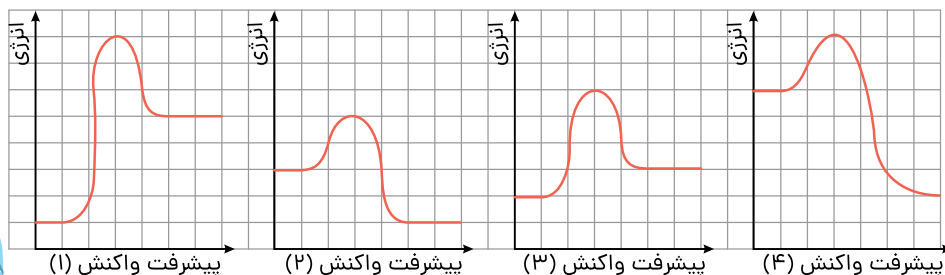 انرژی
پیشرفت واکنش (۱)
انرژی
پیشرفت واکنش (۲)
انرژی
پیشرفت واکنش (۳)
انرژی
پیشرفت واکنش (۴)